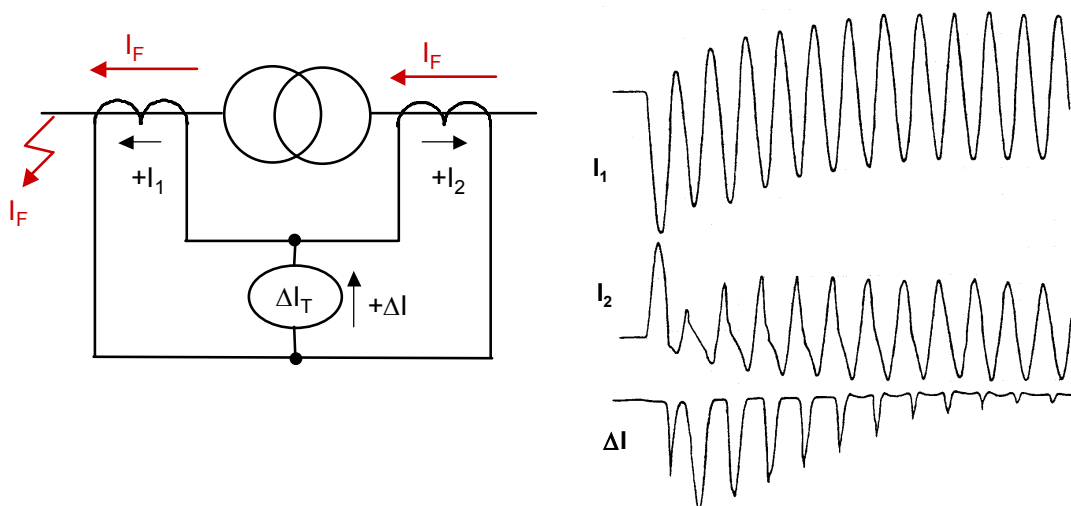 I_F
I_F
+I_1
+I_2
I_F
ΔI_T
+ΔI
I_1
I_2
ΔI